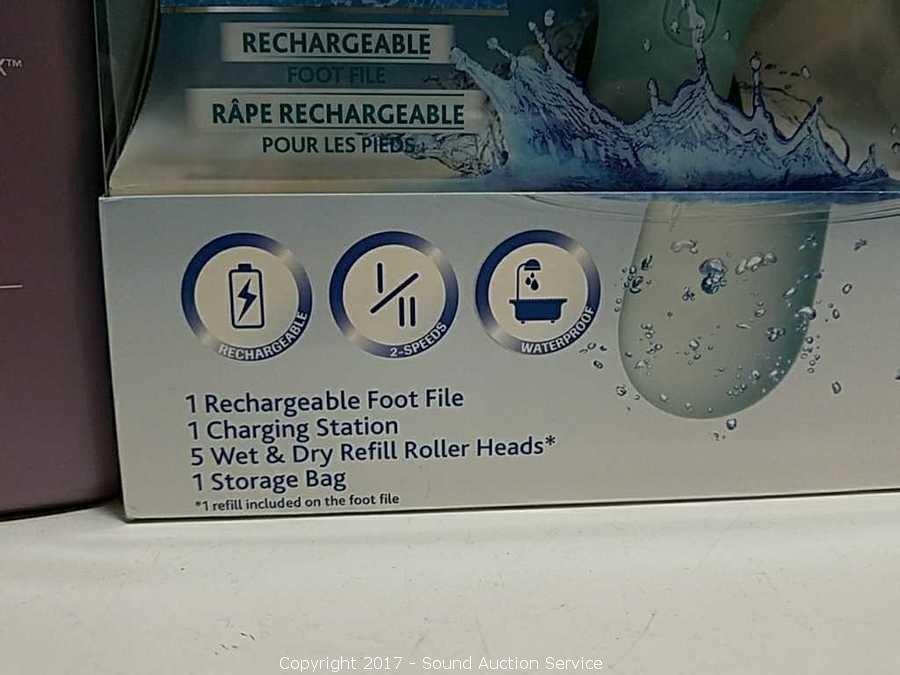 RECHARGEABLE
FOOT FILE
RÂPE RECHARGEABLE
POUR LES PIEDS
RECHARGEABLE
2-SPEEDS
WATERPROOF
1 Rechargeable Foot File
1 Charging Station
5 Wet & Dry Refill Roller Heads*
1 Storage Bag
*1 refill included on the foot file
Copyright 2017 - Sound Auction Service